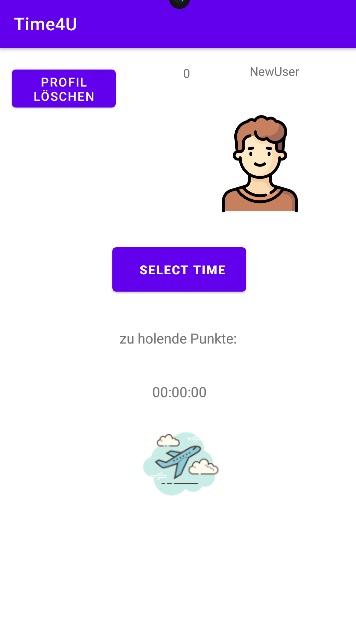 Time4U
PROFIL
LÖSCHEN
0
NewUser
SELECT TIME
zu holende Punkte:
00:00:00